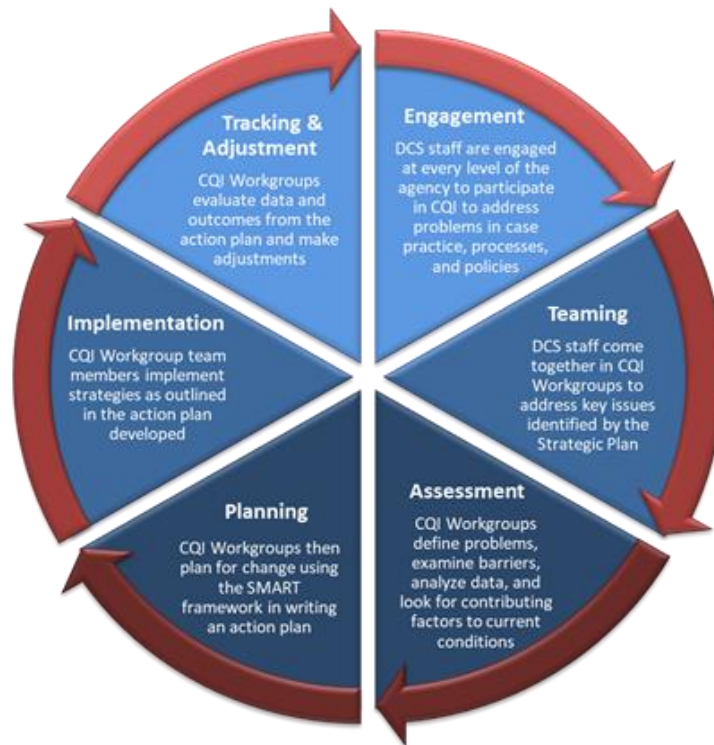 Engagement
DCS staff are engaged
at every level of the
agency to participate
in CQI to address
problems in case
practice, processes,
and policies
Teaming
DCS staff come
together in CQI
Workgroups to
address key issues
identified by the
Strategic Plan
Assessment
CQI Workgroups
define problems,
examine barriers,
analyze data, and
look for contributing
factors to current
conditions
Planning
CQI Workgroups then
plan for change using
the SMART
framework in writing
an action plan
Implementation
CQI Workgroup team
members implement
strategies as outlined
in the action plan
developed
Tracking &
Adjustment
CQI Workgroups
evaluate data and
outcomes from the
action plan and make
adjustments